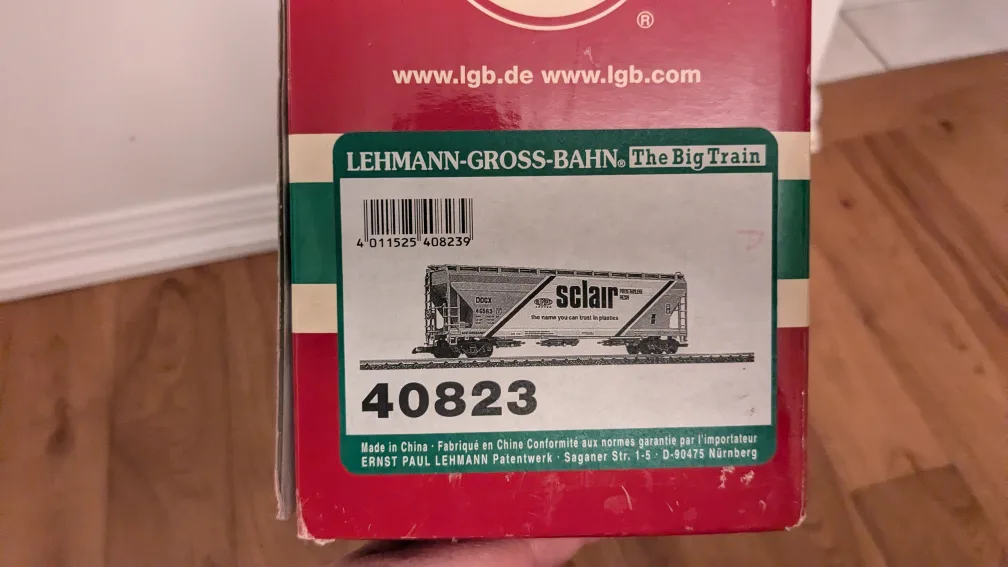 ®
www.lgb.de www.lgb.com
LEHMANN-GROSS-BAHN® The Big Train
4 011525 408239
DOCX
sclair
the name you can trust in plastics
40823
Made in China · Fabriqué en Chine Conformité aux normes garantie par l'importateur
ERNST PAUL LEHMANN Patentwerk · Saganer Str. 1-5 · D-90475 Nürnberg